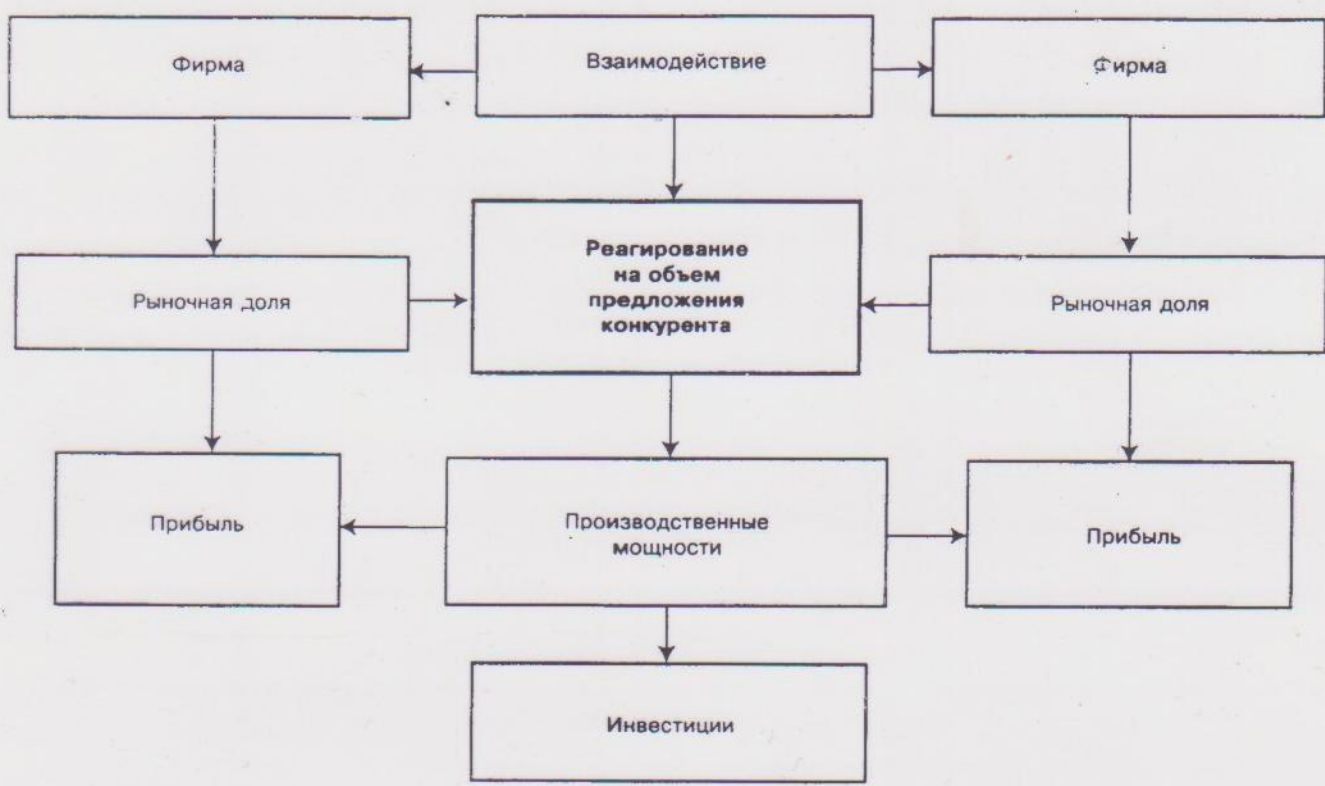 Фирма
Взаимодействие
Фирма
Рыночная доля
Реагирование
на объем
предложения
конкурента
Рыночная доля
Прибыль
Производственные
мощности
Прибыль
Инвестиции